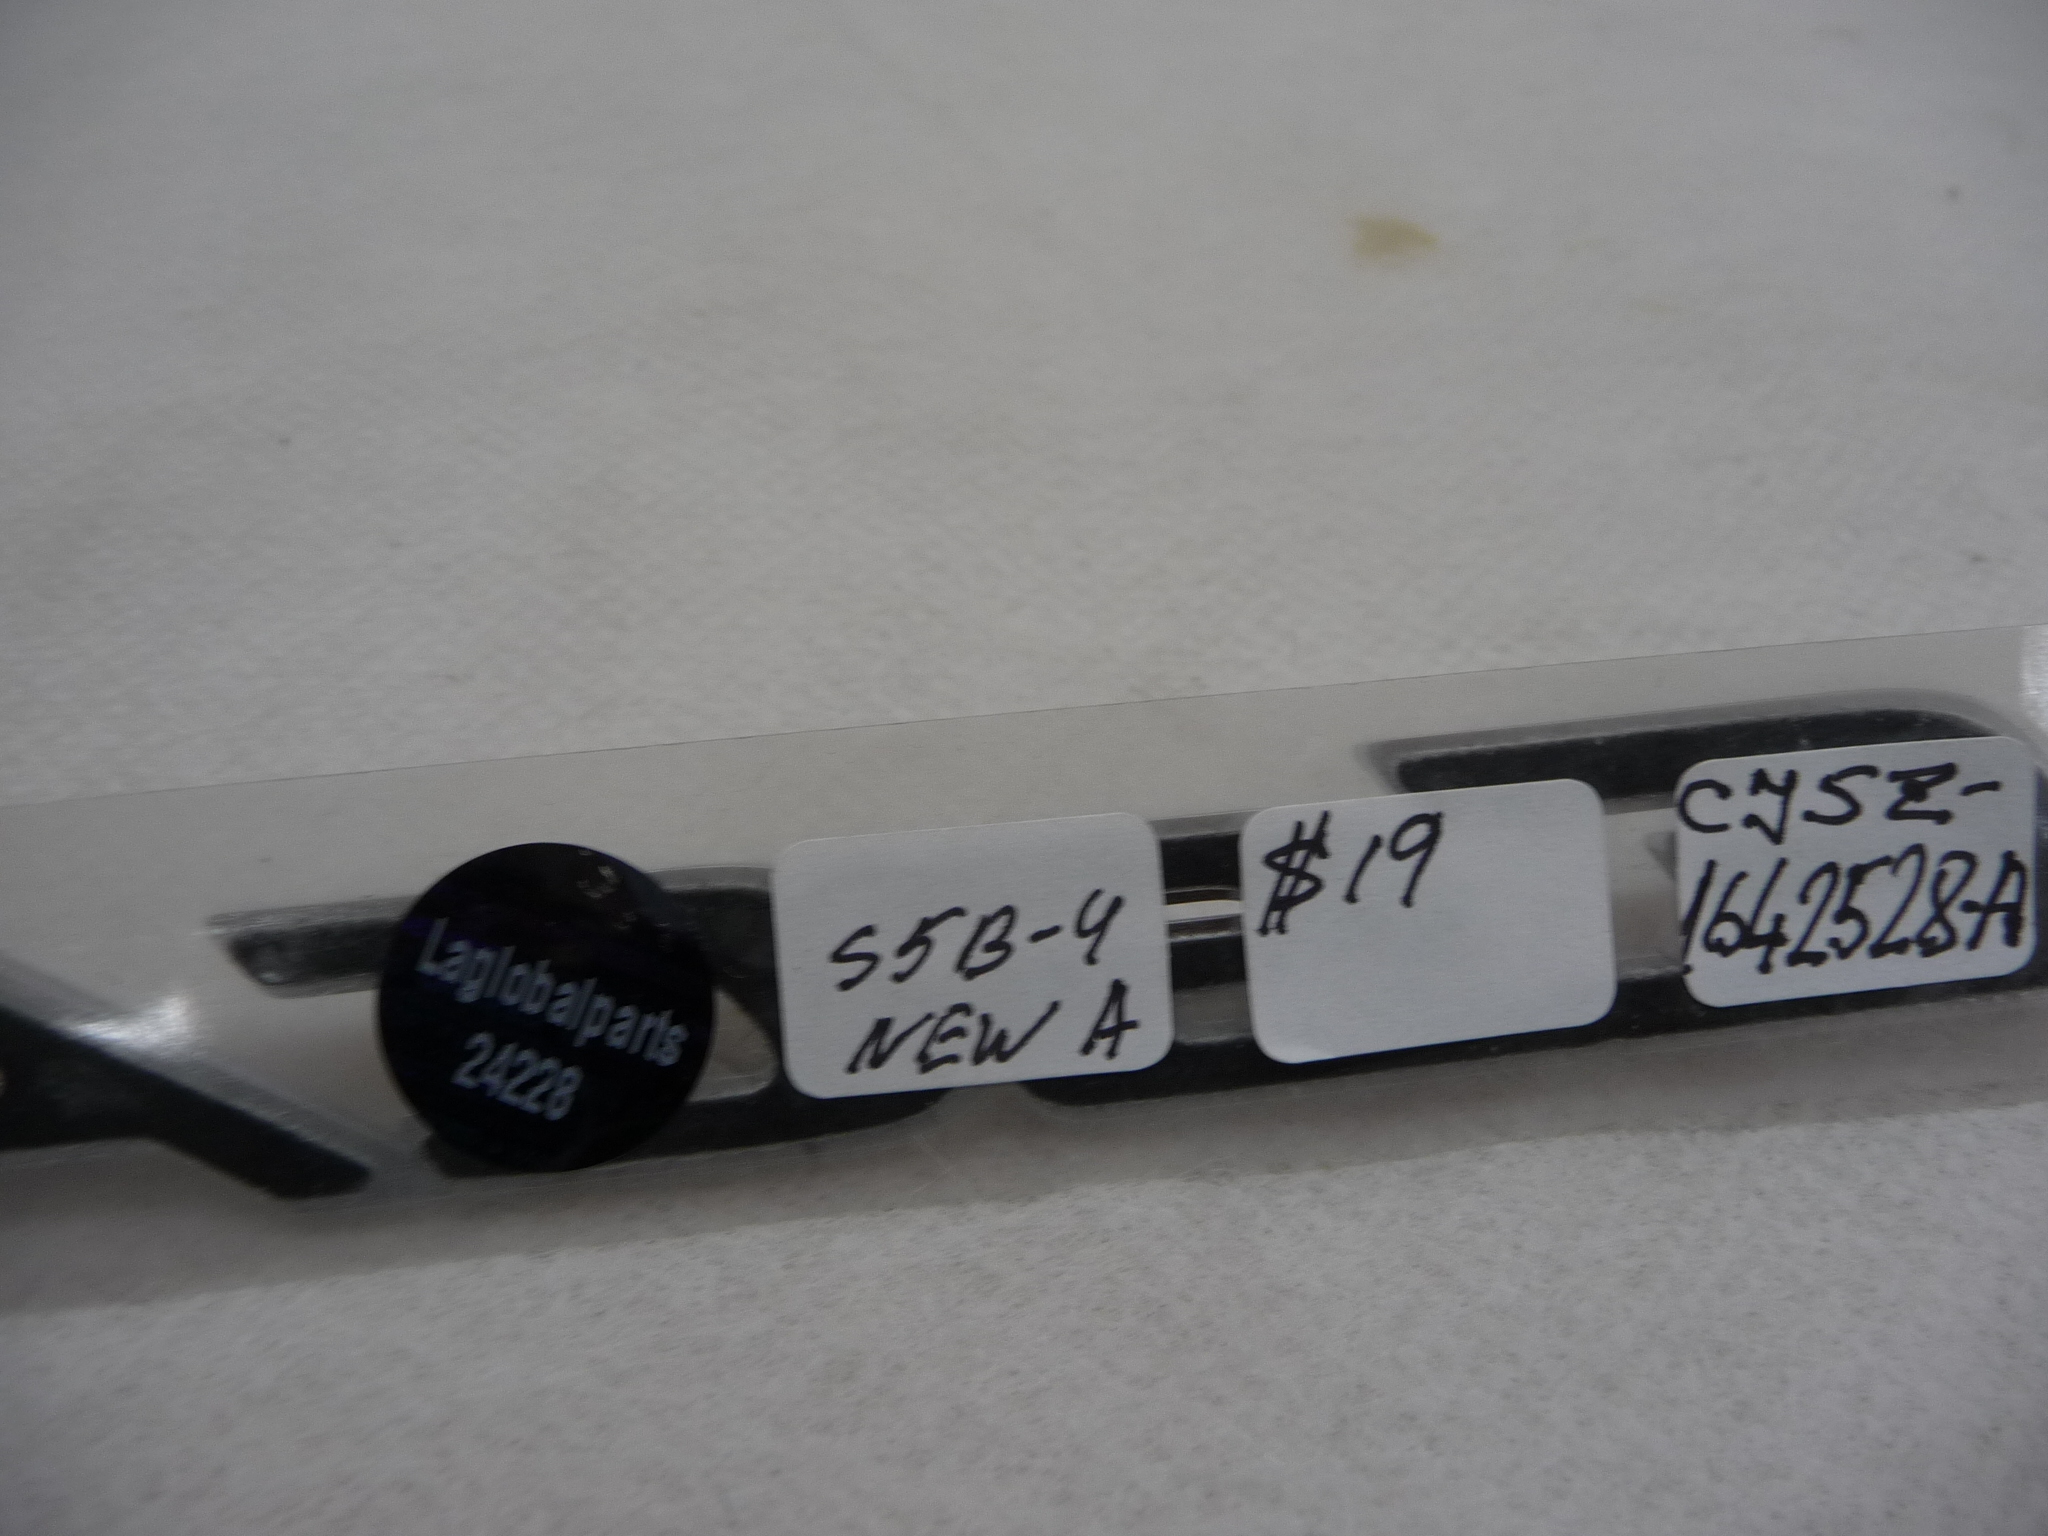 Laglobalparts
24228
S5B-4
NEW A
$19
CJ5Z-
1642528-A